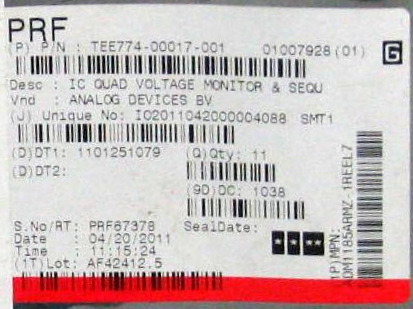 PRF
(P) P/N : TEE774-00017-001 01007928(01) G
Desc : IC QUAD VOLTAGE MONITOR & SEQU
Vnd : ANALOG DEVICES BV
(J) Unique No: IO2011042000004088 SMT1
(D)DT1: 1101251079 (Q)Qty: 11
(D)DT2:
(9D)DC: 1038
S.No/RT: PRF67378 SealDate:
Date : 04/20/2011
Time : 11:15:24
(1T)Lot: AF42412.5
1P)MPN:
ADM1185ARMZ-1REEL7